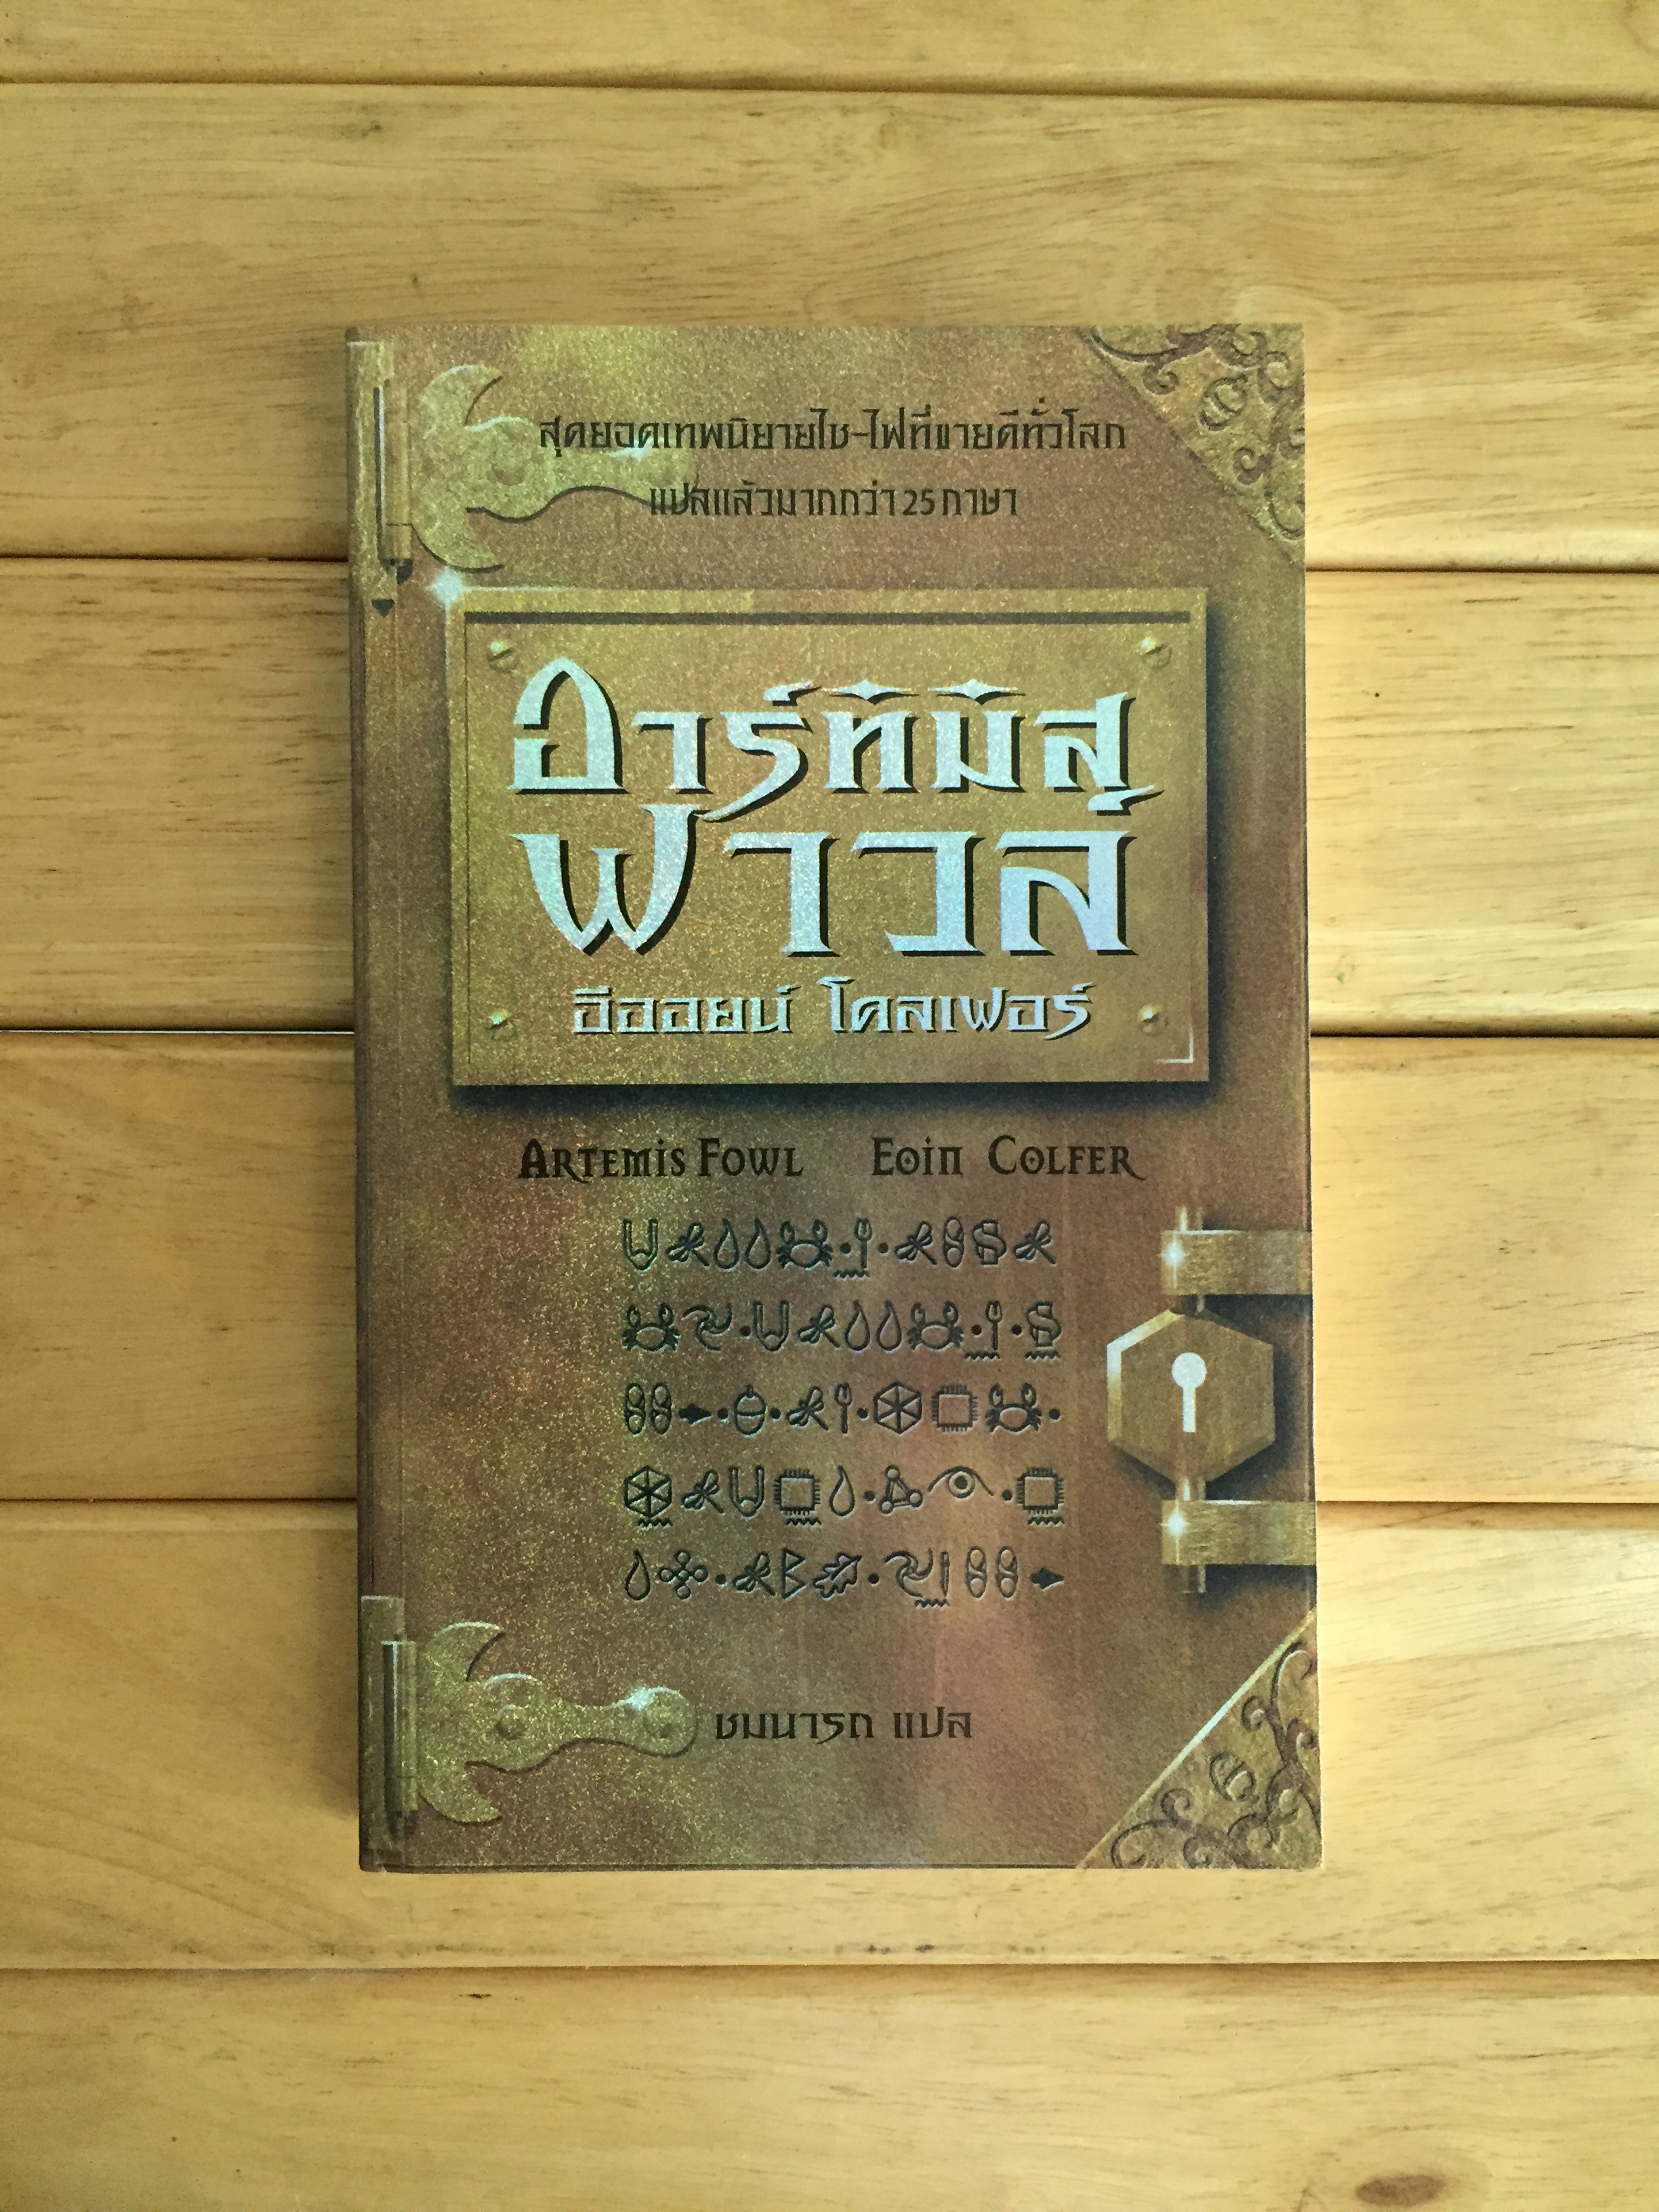 สุดยอดเทพนิยายไซ-ไฟที่ขายดีทั่วโลก
แปลแล้วมากกว่า 25 ภาษา
อาร์ทิมิส
ฟาวล์
อีออยน์ โคลเฟอร์
ARTEMIS FOWL EOIN COLFER
ชมนารถ แปล